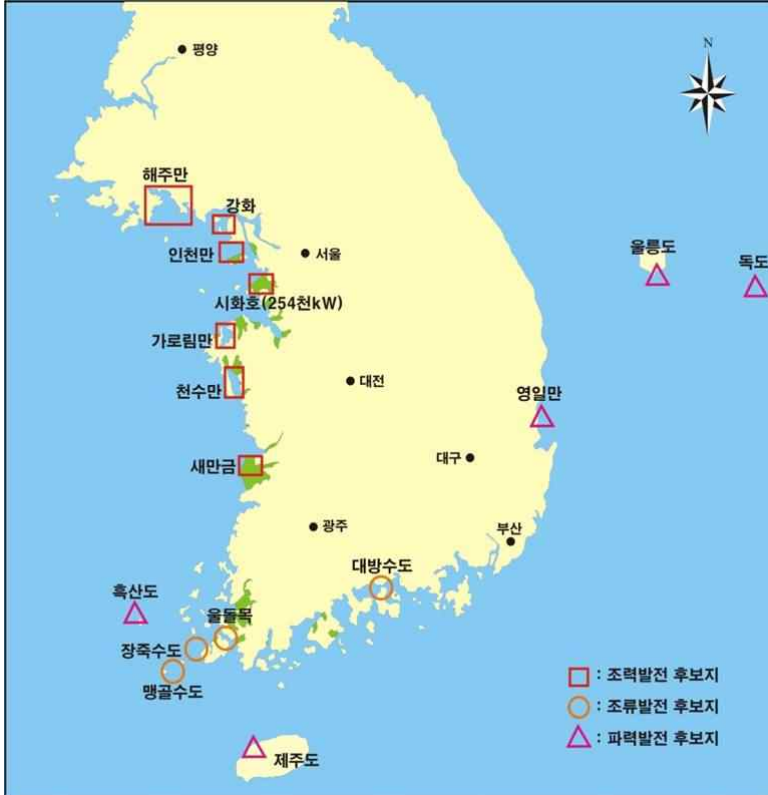 평양
N
해주만
강화
인천만
서울
울릉도
독도
시화호(254천kW)
가로림만
대전
천수만
영일만
대구
새만금
광주
부산
대방수도
흑산도
울돌목
장죽수도
맹골수도
: 조력발전 후보지
: 조류발전 후보지
: 파력발전 후보지
제주도